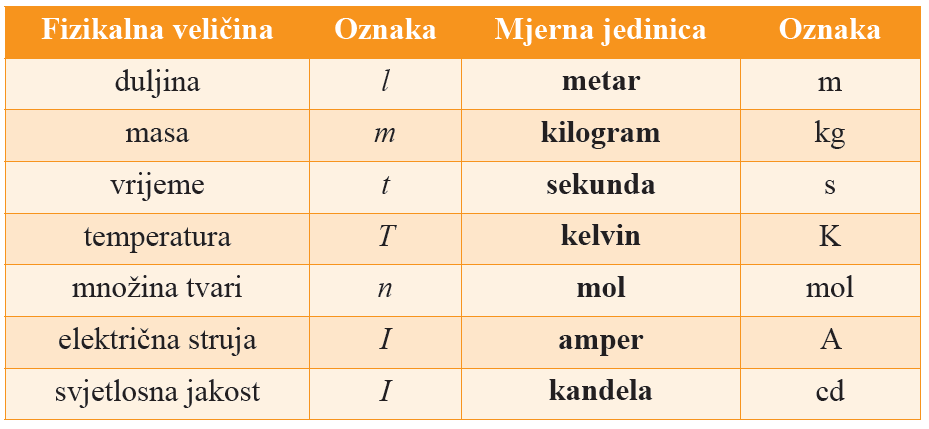 Fizikalna veličina Oznaka Mjerna jedinica Oznaka
duljina l metar m
masa m kilogram kg
vrijeme t sekunda s
temperatura T kelvin K
množina tvari n mol mol
električna struja I amper A
svjetlosna jakost I kandela cd